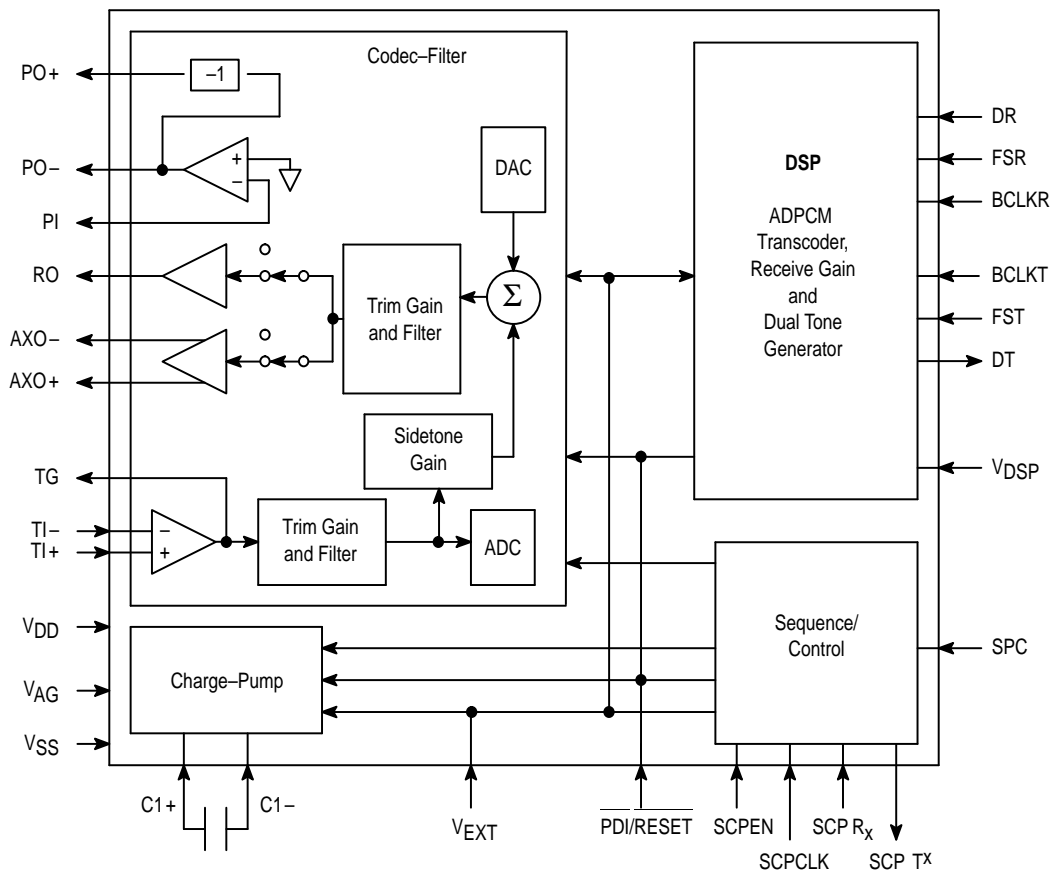 Codec–Filter
PO+
–1
PO–
+
–
PI
DAC
RO
Trim Gain
and Filter
Σ
AXO–
AXO+
Sidetone
Gain
TG
TI–
TI+
–
+
Trim Gain
and Filter
ADC
DSP
ADPCM
Transcoder,
Receive Gain
and
Dual Tone
Generator
DR
FSR
BCLKR
BCLKT
FST
DT
VDSP
VDD
VAG
VSS
Charge–Pump
Sequence/
Control
SPC
C1+
C1–
VEXT
PDI/RESET
SCPEN
SCPCLK
SCP RX
SCP TX